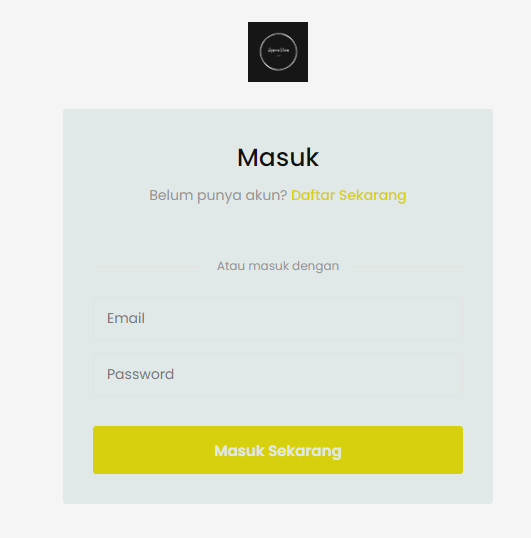 Masuk
Belum punya akun? Daftar Sekarang
Atau masuk dengan
Email
Password
Masuk Sekarang